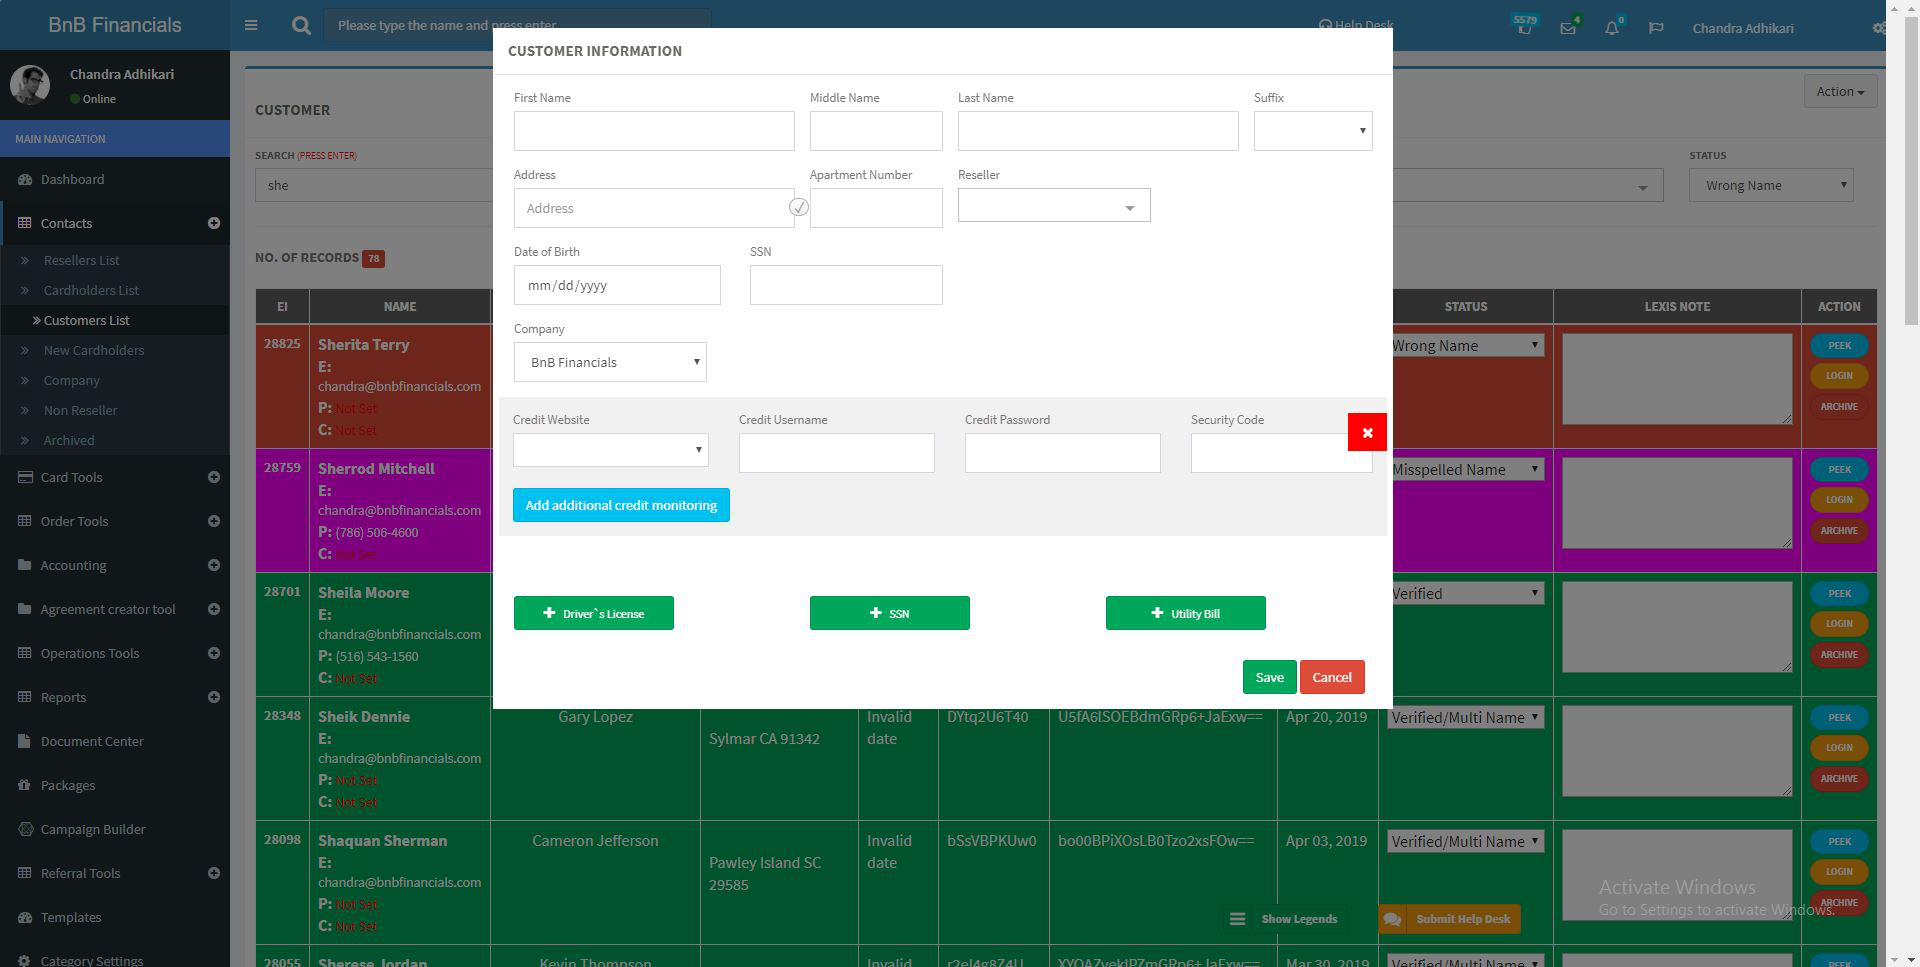 BnB Financials
Please type the name and press enter
Help Desk
5579
4
0
Chandra Adhikari
Chandra Adhikari
Online
MAIN NAVIGATION
Dashboard
Contacts
Resellers List
Cardholders List
Customers List
New Cardholders
Company
Non Reseller
Archived
Card Tools
Order Tools
Accounting
Agreement creator tool
Operations Tools
Reports
Document Center
Packages
Campaign Builder
Referral Tools
Templates
Category Settings
CUSTOMER
Action
SEARCH (PRESS ENTER)
she
STATUS
Wrong Name
NO. OF RECORDS 78
CUSTOMER INFORMATION
First Name Middle Name Last Name Suffix
Address Apartment Number Reseller
Address
Date of Birth SSN
mm/dd/yyyy
Company
BnB Financials
Credit Website Credit Username Credit Password Security Code
Add additional credit monitoring
Driver`s License SSN Utility Bill
Save Cancel
EI NAME STATUS LEXIS NOTE ACTION
28825 Sherita Terry Wrong Name PEEK
E:
chandra@bnbfinancials.com LOGIN
P: Not Set ARCHIVE
C: Not Set
28759 Sherrod Mitchell Misspelled Name PEEK
E:
chandra@bnbfinancials.com LOGIN
P: (786) 506-4600 ARCHIVE
C: Not Set
28701 Sheila Moore Verified PEEK
E:
chandra@bnbfinancials.com LOGIN
P: (516) 543-1560 ARCHIVE
C: Not Set
28348 Sheik Dennie Gary Lopez Invalid DYtq2U6T40 U5fA6lSOEBdmGRp6+JaExw== Apr 20, 2019 Verified/Multi Name PEEK
E: Sylmar CA 91342 date
chandra@bnbfinancials.com LOGIN
P: Not Set ARCHIVE
C: Not Set
28098 Shaquan Sherman Cameron Jefferson Invalid bSsVBPKUw0 bo00BPiXOsLB0Tzo2xsFOw== Apr 03, 2019 Verified/Multi Name PEEK
E: Pawley Island SC date
chandra@bnbfinancials.com 29585 LOGIN
P: Not Set ARCHIVE
C: Not Set
28055 Sherese Jordan Kevin Thompson Invalid Mar 30, 2019 Verified/Multi Name PEEK
Show Legends
Submit Help Desk
Activate Windows
Go to Settings to activate Windows.